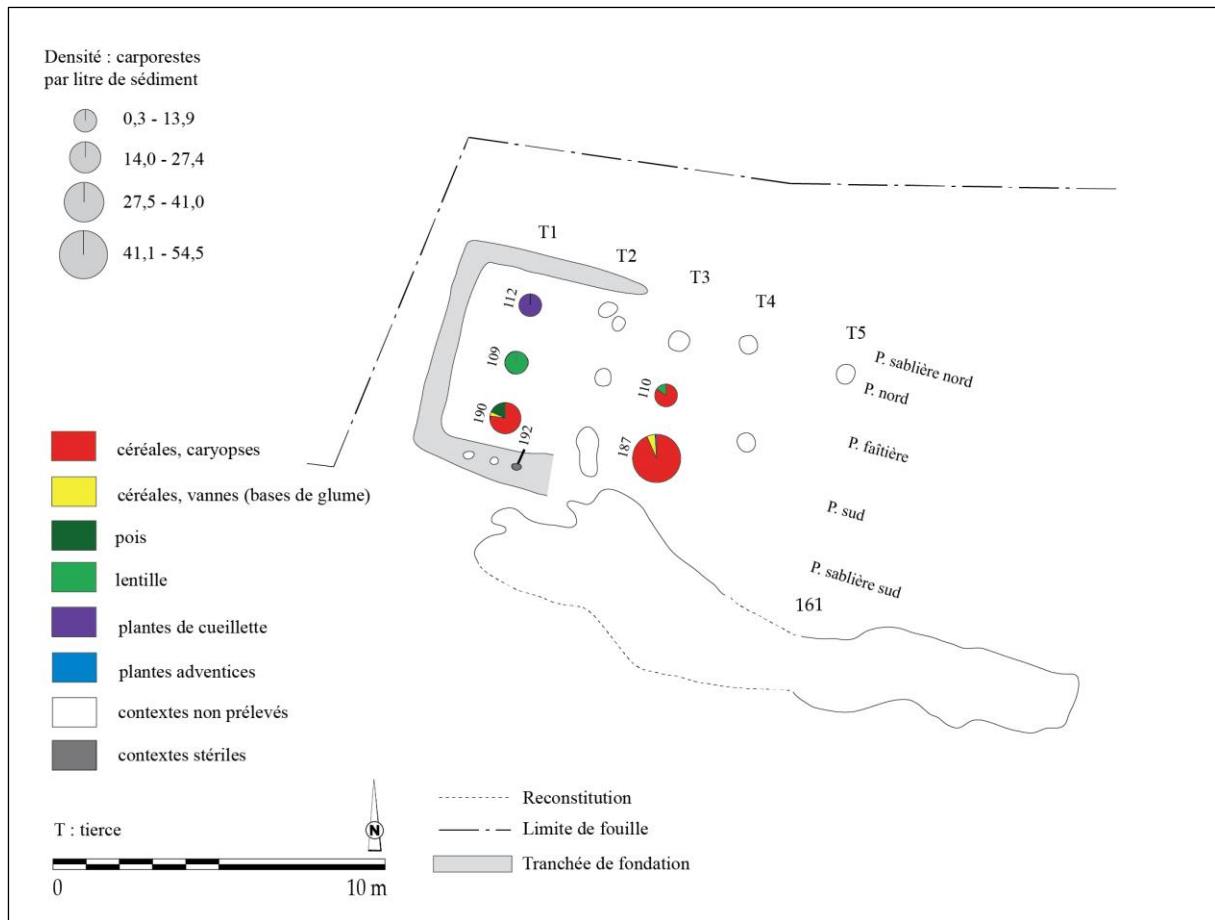 Densité : carporestes
par litre de sédiment
0,3 - 13,9
14,0 - 27,4
27,5 - 41,0
41,1 - 54,5
T1
T2
T3
T4
T5
P. sablière nord
P. nord
P. faîtière
P. sud
P. sablière sud
112
109
190
192
110
187
161
céréales, caryopses
céréales, vannes (bases de glume)
pois
lentille
plantes de cueillette
plantes adventices
contextes non prélevés
contextes stériles
T : tierce
0
10 m
N
Reconstitution
Limite de fouille
Tranchée de fondation